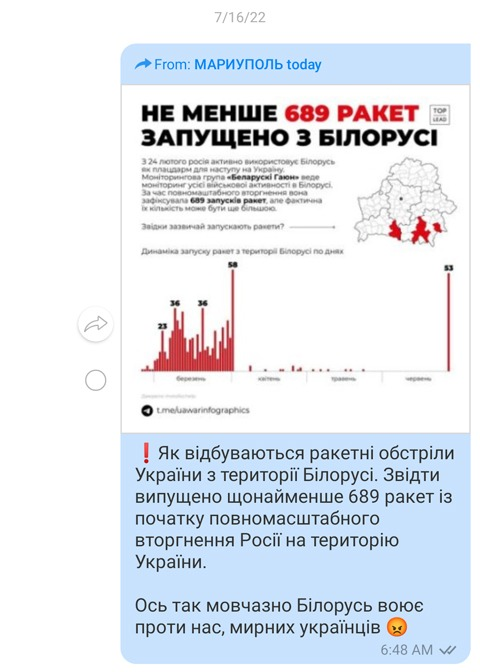 7/16/22
From: МАРИУПОЛЬ today
НЕ МЕНШЕ 689 РАКЕТ
ЗАПУЩЕНО З БІЛОРУСІ
TOP
LEAD
З 24 лютого росія активно використовує Білорусь
як плацдарм для наступу на Україну.
Моніторингова група «Беларускі Гаюн» веде
моніторинг усієї військової активності в Білорусі.
За час повномаштабного вторгнення вона
зафіксувала 689 запусків ракет, але фактична
їх кількість може бути ще більшою.
Звідки зазвичай запускають ракети?
Динаміка запуску ракет з території Білорусі по днях
58
53
36
36
23
березень
квітень
травень
червень
t.me/uawarinfographics
❗Як відбуваються ракетні обстріли
України з території Білорусі. Звідти
випущено щонайменше 689 ракет із
початку повномасштабного
вторгнення Росії на територію
України.
Ось так мовчазно Білорусь воює
проти нас, мирних українців 😡
6:48 AM